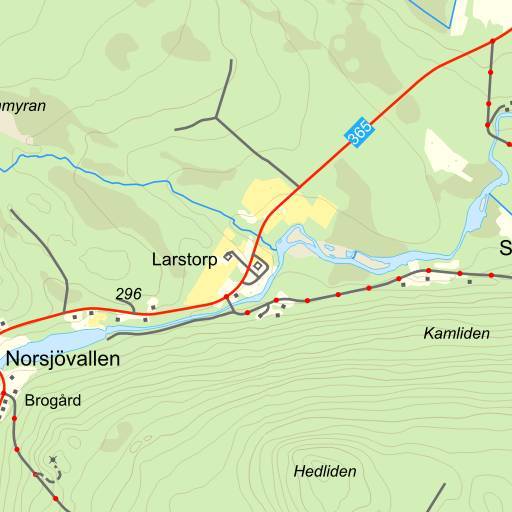 myran
365
Larstorp
S
296
Kamliden
Norsjövallen
Brogård
Hedliden